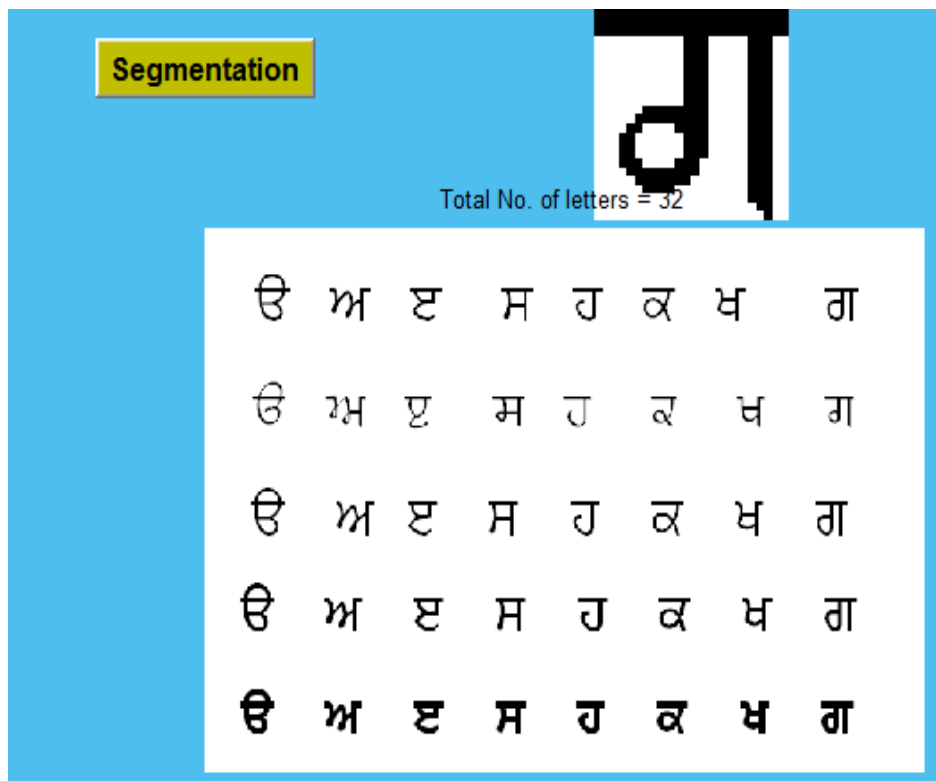 Segmentation
ਗ
Total No. of letters = 32
ੳ ਅ ੲ ਸ ਹ ਕ ਖ ਗ
ੳ ਅ ੲ ਸ ਹ ਕ ਖ ਗ
ੳ ਅ ੲ ਸ ਹ ਕ ਖ ਗ
ੳ ਅ ੲ ਸ ਹ ਕ ਖ ਗ
ੳ ਅ ੲ ਸ ਹ ਕ ਖ ਗ